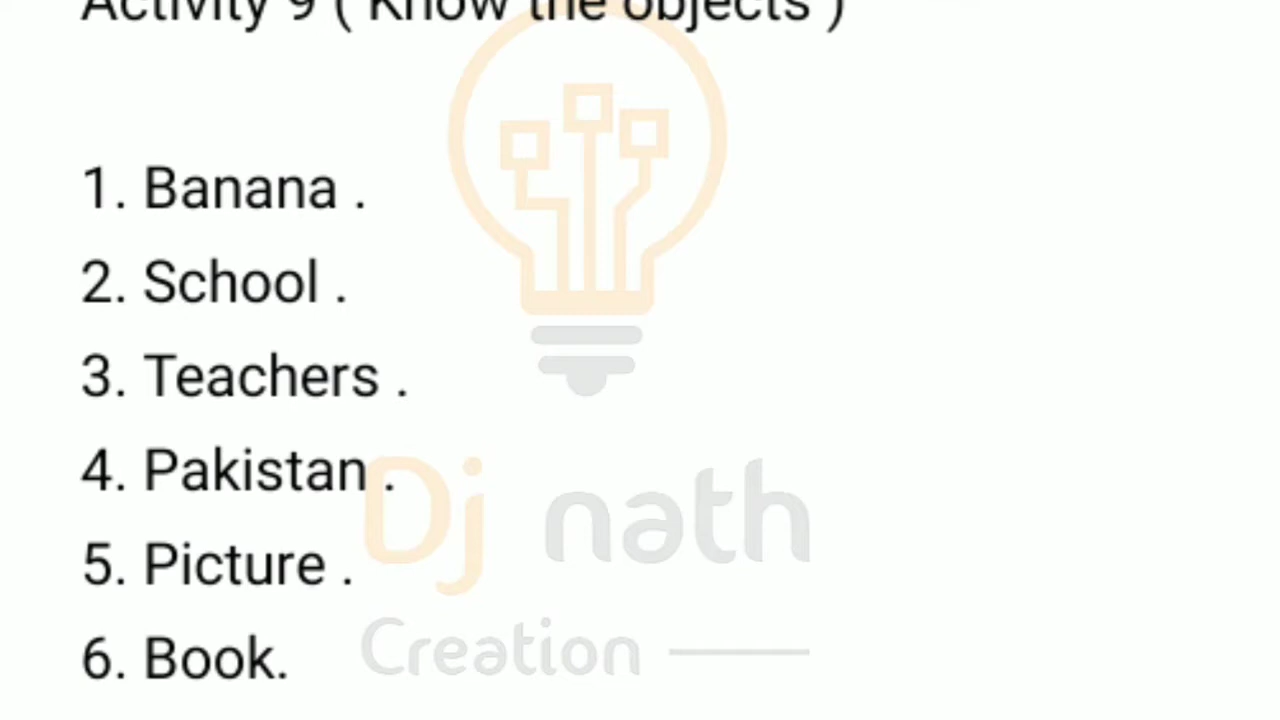 Activity 9 ( Know the objects )
1. Banana .
2. School .
3. Teachers .
4. Pakistan .
5. Picture .
6. Book.
Dj nath
Creation